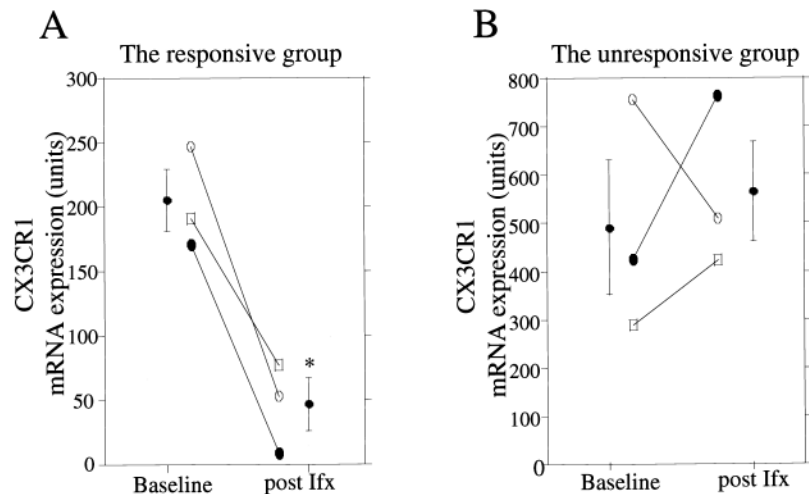 A
The responsive group
300
250
200
150
100
50
0
CX3CR1
mRNA expression (units)
*
Baseline
post Ifx
B
The unresponsive group
800
700
600
500
400
300
200
100
0
CX3CR1
mRNA expression (units)
Baseline
post Ifx